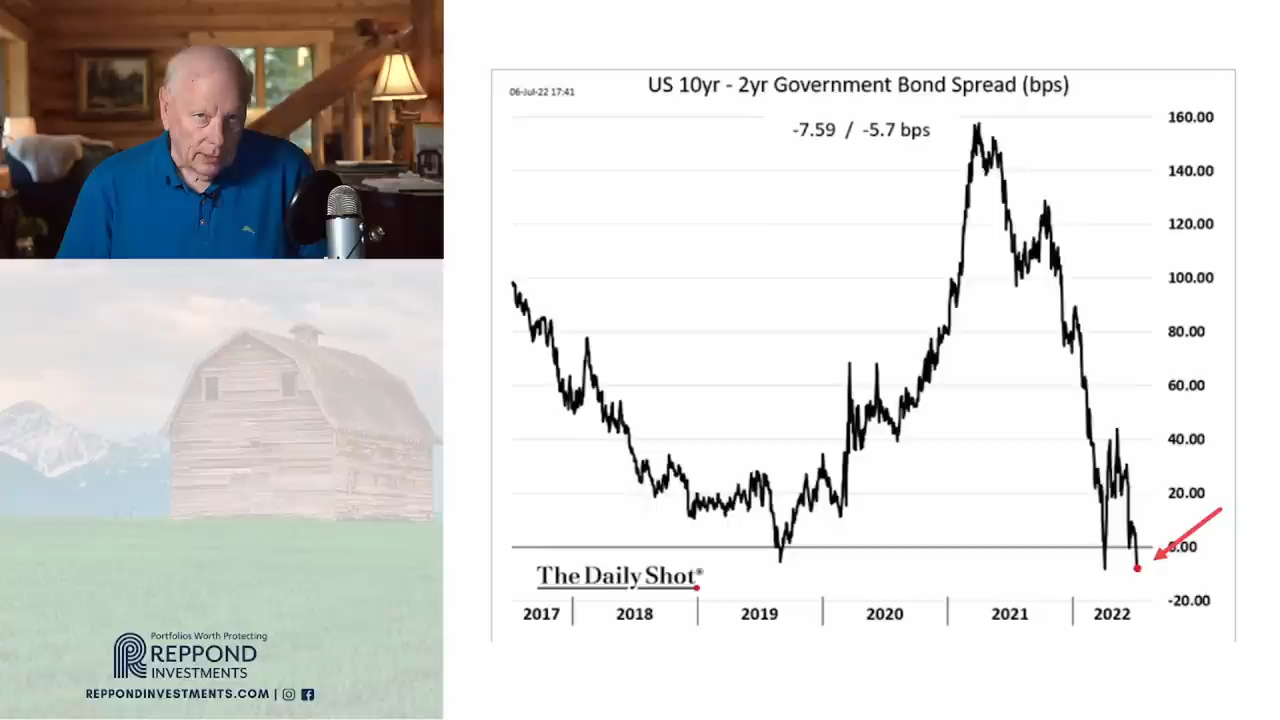 06-Jul-22 17:41
US 10yr - 2yr Government Bond Spread (bps)
-7.59 / -5.7 bps
160.00
140.00
120.00
100.00
80.00
60.00
40.00
20.00
0.00
-20.00
The Daily Shot®
2017 2018 2019 2020 2021 2022
Portfolios Worth Protecting
REPPOND
INVESTMENTS
REPPONDINVESTMENTS.COM |